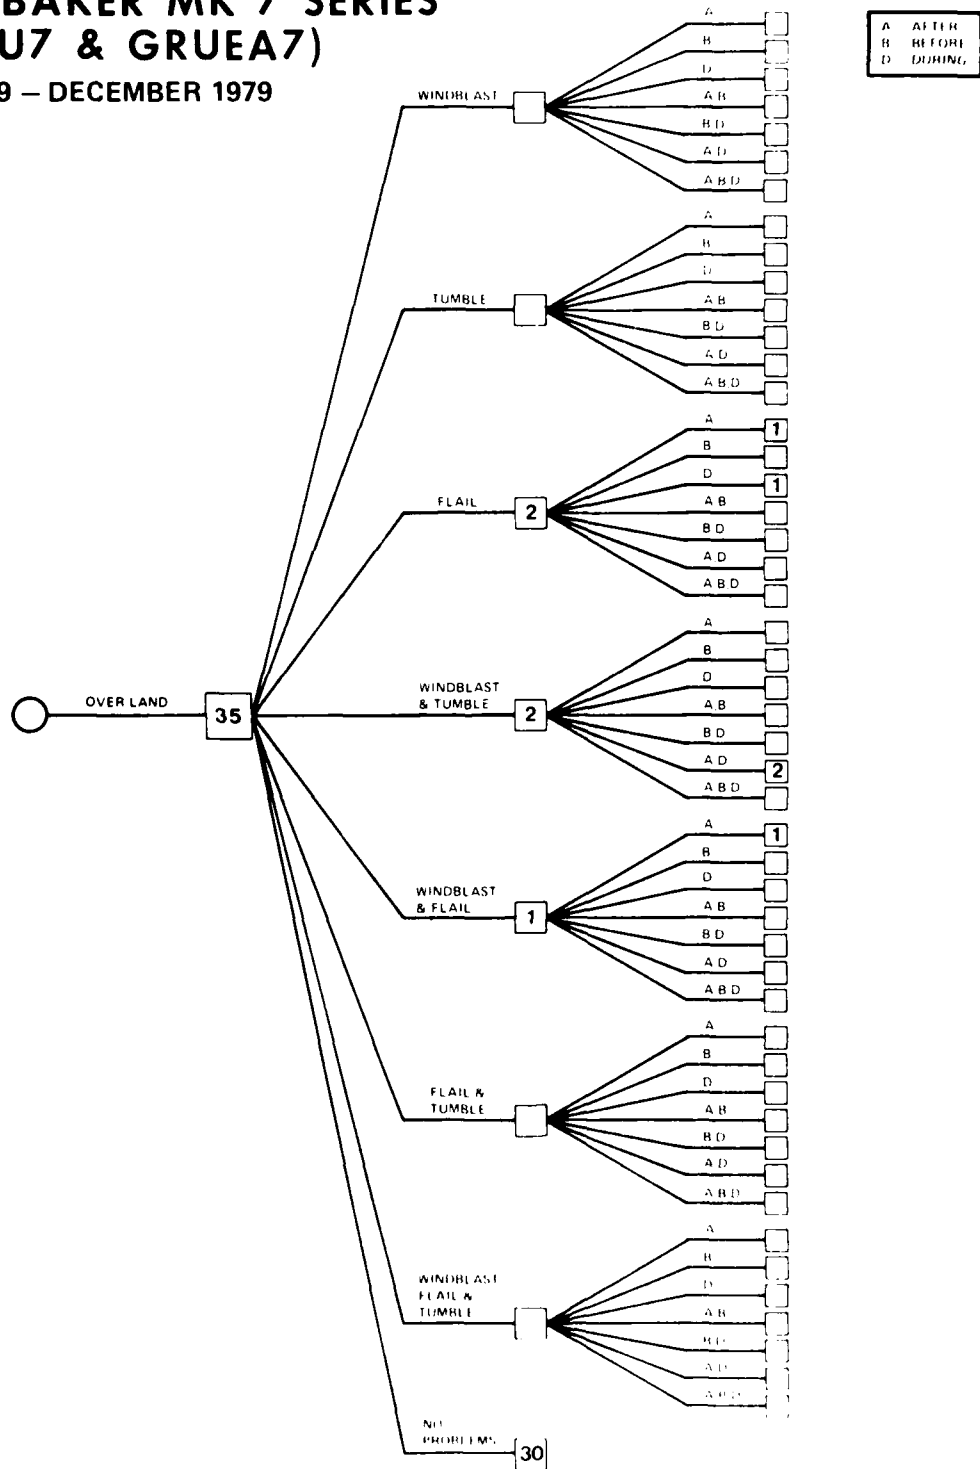 BAKER MK 7 SERIES
U7 & GRUEA7)
9 – DECEMBER 1979
A AFTER
B BEFORE
D DURING
WINDBLAST
A
B
D
A B
B D
A D
A B D
TUMBLE
A
B
D
A B
B D
A D
A B D
FLAIL
2
A
1
B
D
1
A B
B D
A D
A B D
OVER LAND
35
WINDBLAST
& TUMBLE
2
A
B
D
A B
B D
A D
2
A B D
WINDBLAST
& FLAIL
1
A
1
B
D
A B
B D
A D
A B D
FLAIL &
TUMBLE
A
B
D
A B
B D
A D
A B D
WINDBLAST
FLAIL &
TUMBLE
A
B
D
A B
B D
A D
A B D
NO
PROBLEMS
30